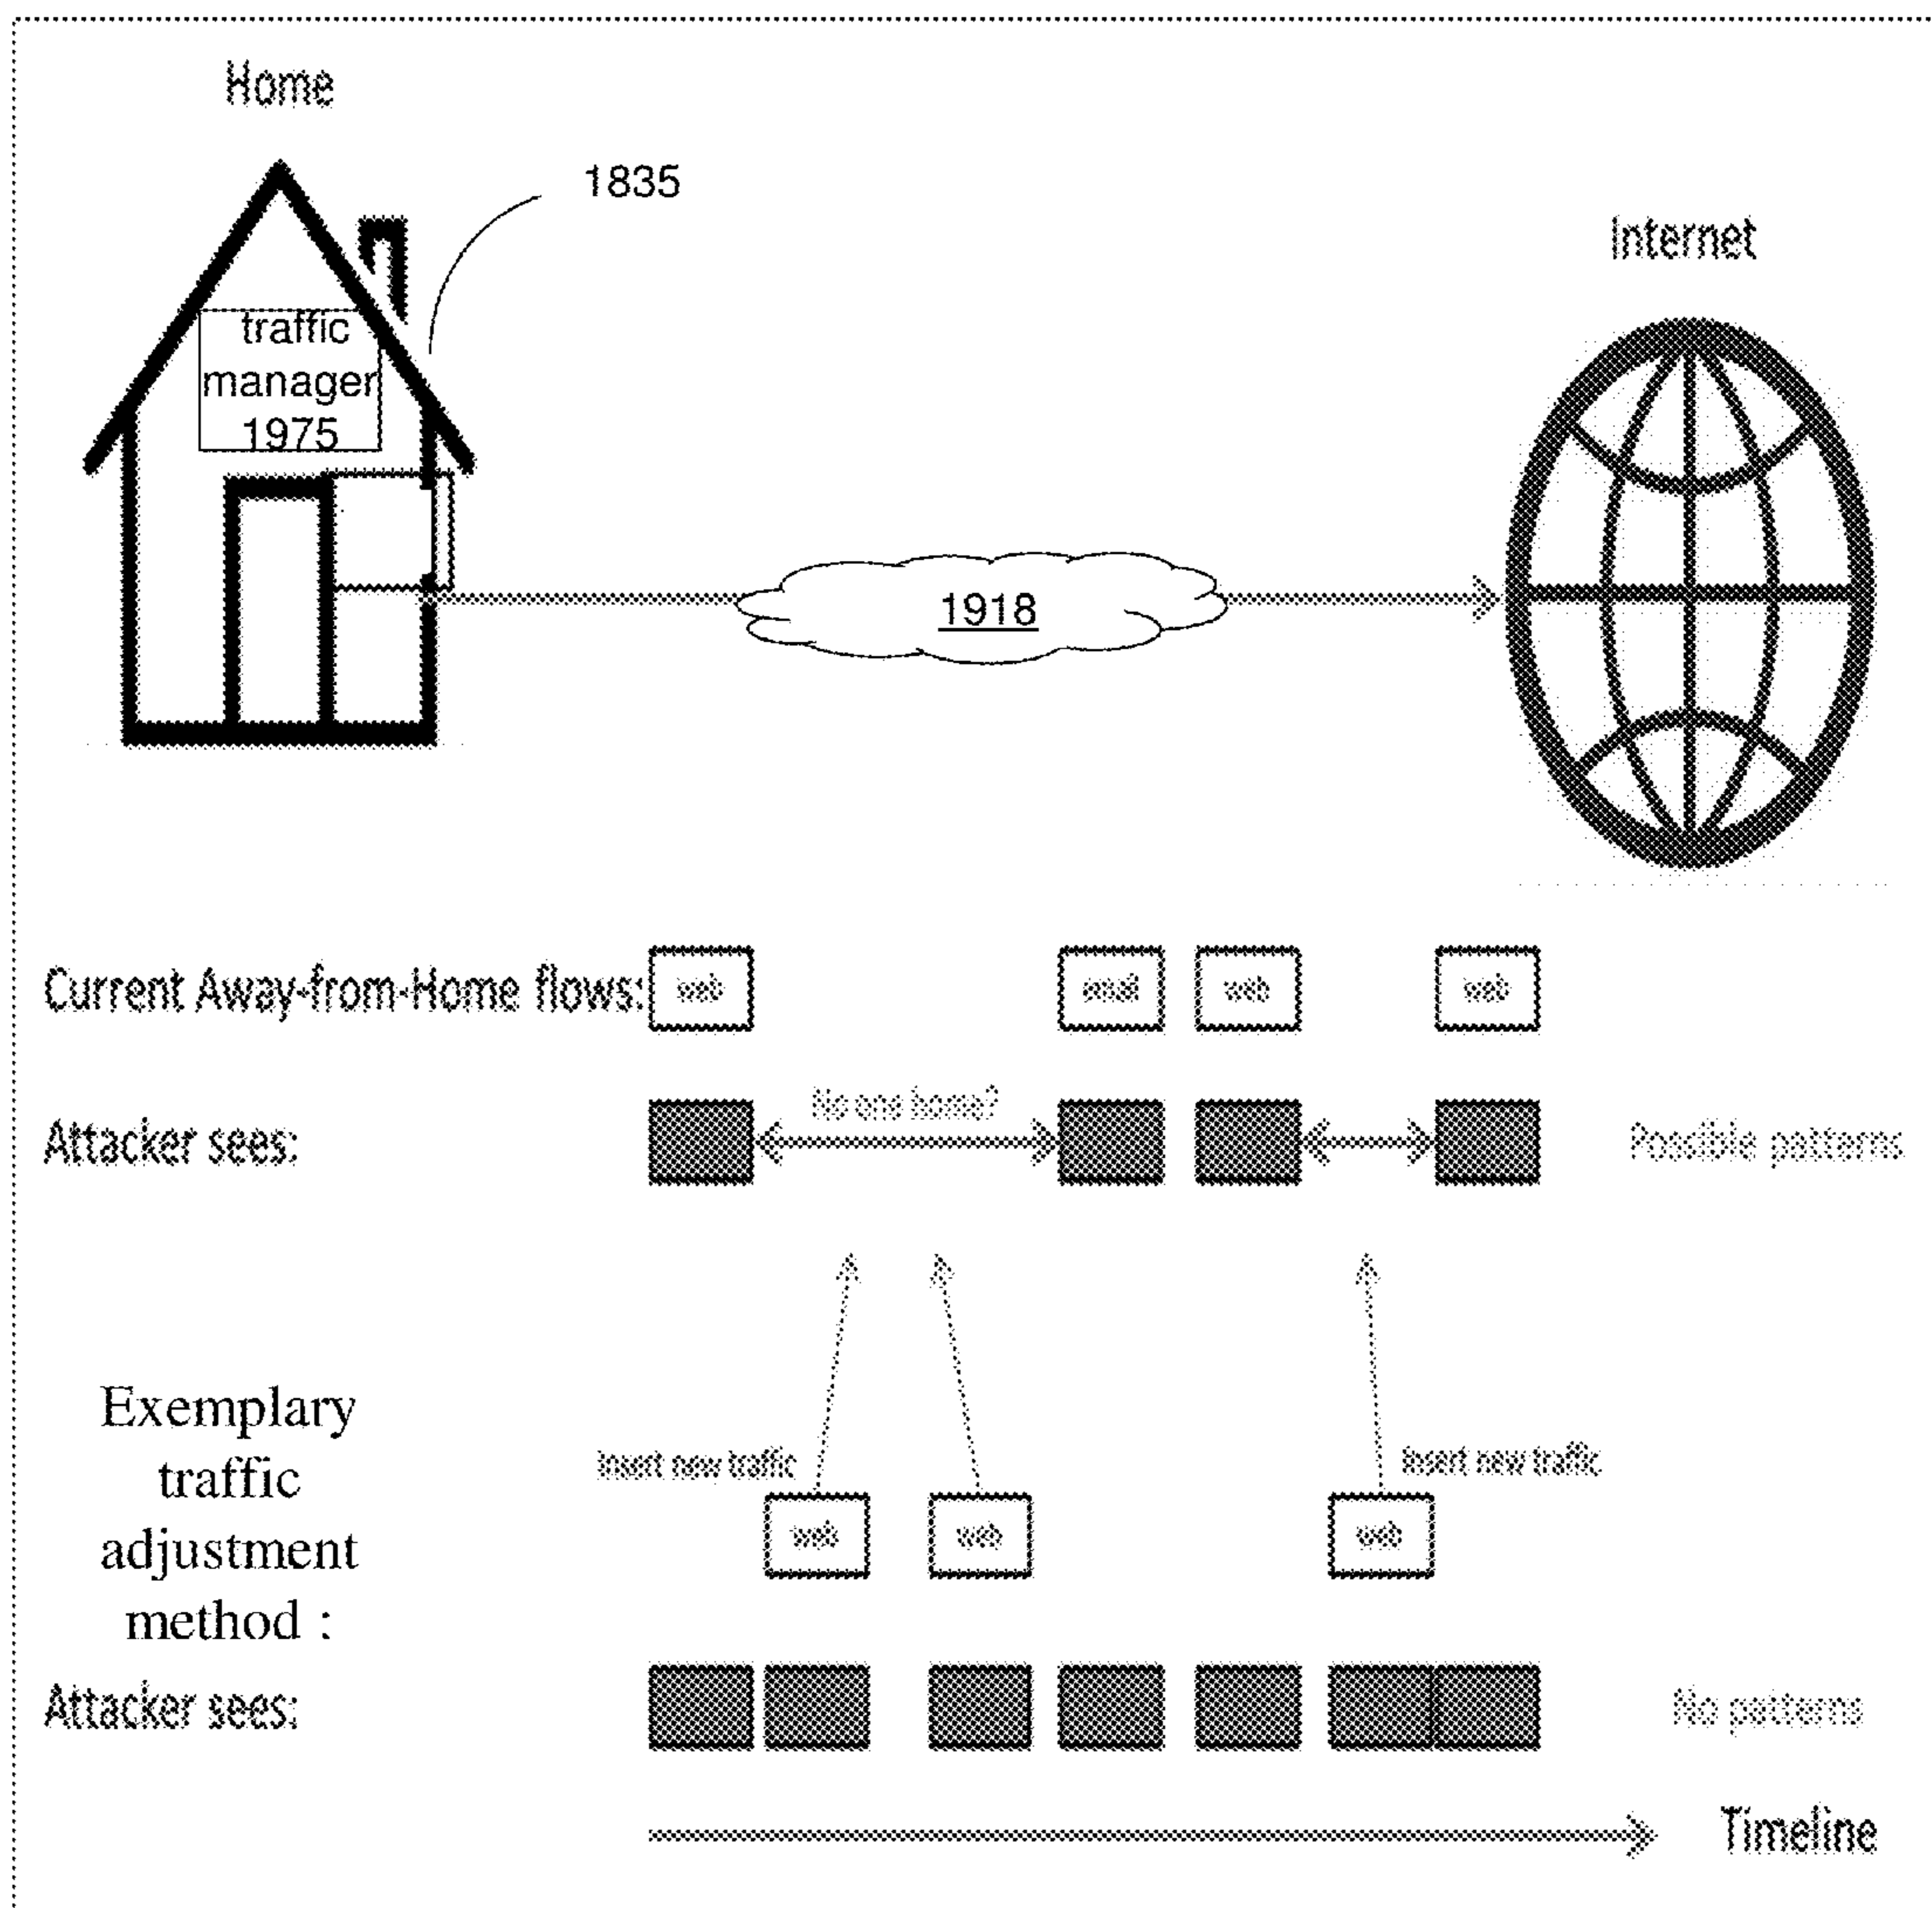 Home
1835
Internet
traffic
manager
1975
1918
Current Away-from-Home flows:
web
email
web
web
No one home?
Attacker sees:
Possible patterns
Exemplary
traffic
adjustment
method :
Insert new traffic
Insert new traffic
web
web
web
Attacker sees:
No patterns
Timeline